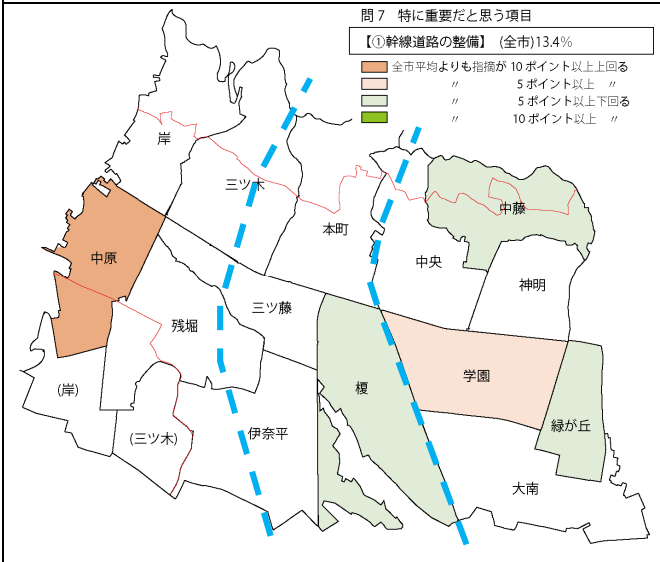 問7 特に重要だと思う項目
【①幹線道路の整備】 (全市)13.4%
全市平均よりも指摘が 10 ポイント以上上回る
〃 5 ポイント以上 〃
〃 5 ポイント以上下回る
〃 10 ポイント以上 〃
岸
三ツ木
中藤
本町
中原
中央
神明
三ツ藤
残堀
学園
(岸)
榎
緑が丘
(三ツ木)
伊奈平
大南